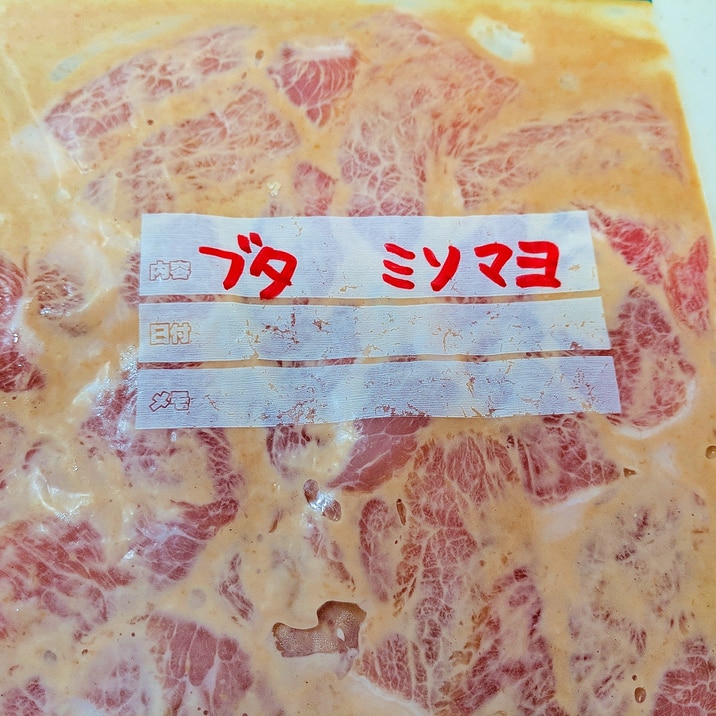 内容 ブタ ミソマヨ
日付
メモ